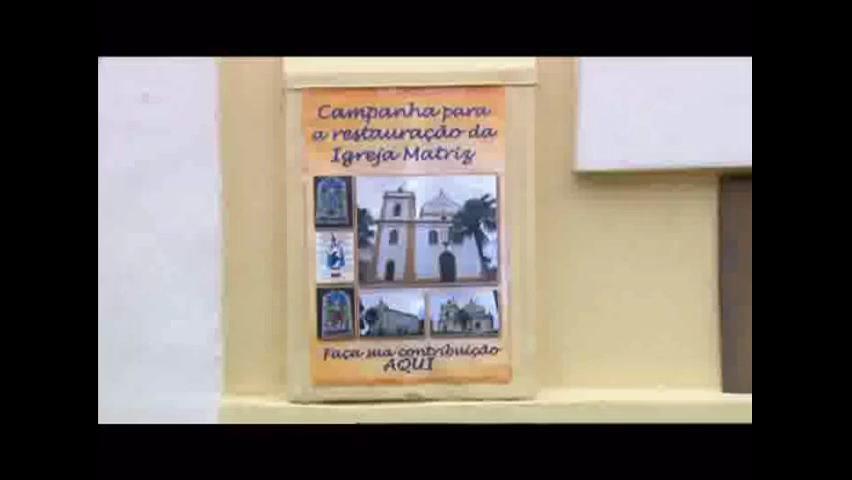 Campanha para
a restauração da
Igreja Matriz
Faça sua contribuição
AQUI